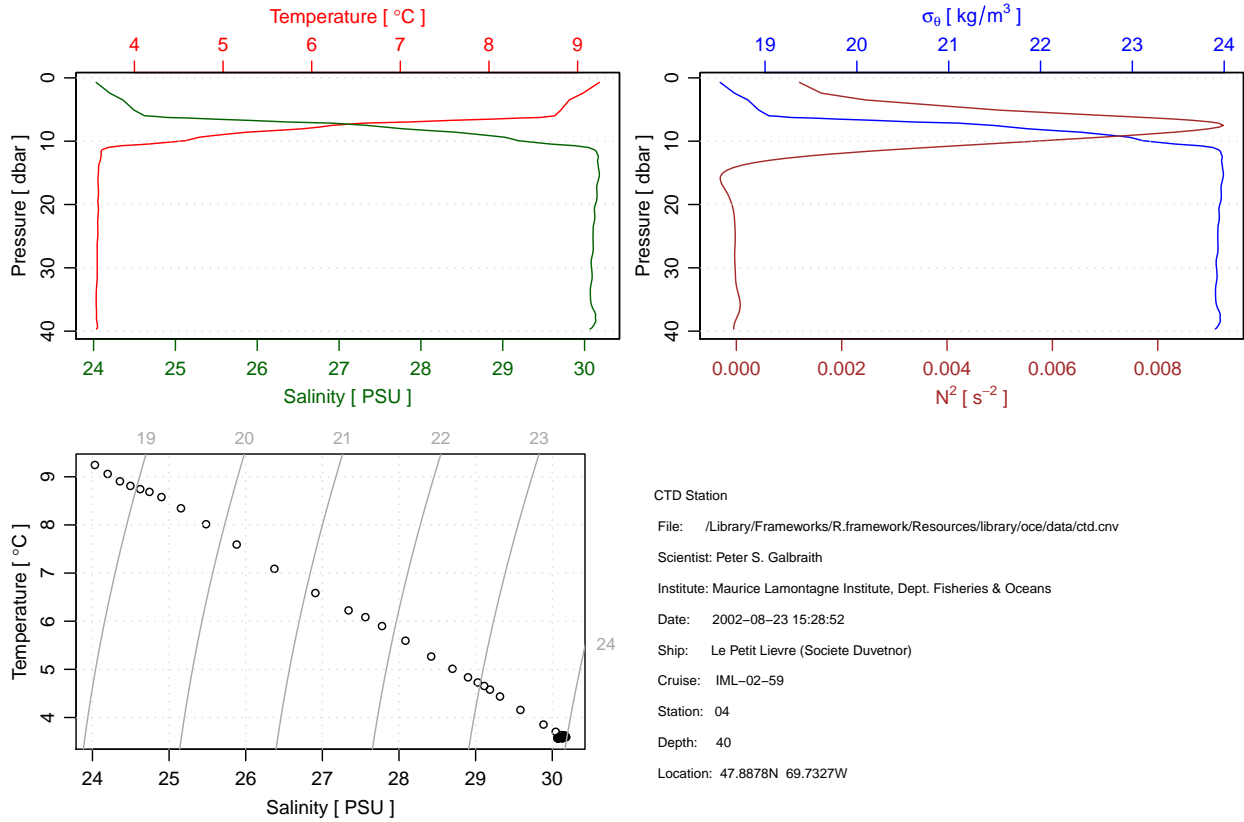 Temperature [ °C ]
4 5 6 7 8 9
Pressure [ dbar ]
0
10
20
30
40
24 25 26 27 28 29 30
Salinity [ PSU ]
σθ [ kg/m³ ]
19 20 21 22 23 24
Pressure [ dbar ]
0
10
20
30
40
0.000 0.002 0.004 0.006 0.008
N² [ s⁻² ]
19 20 21 22 23
24
Temperature [ °C ]
9
8
7
6
5
4
24 25 26 27 28 29 30
Salinity [ PSU ]
CTD Station
File: /Library/Frameworks/R.framework/Resources/library/oce/data/ctd.cnv
Scientist: Peter S. Galbraith
Institute: Maurice Lamontagne Institute, Dept. Fisheries & Oceans
Date: 2002−08−23 15:28:52
Ship: Le Petit Lievre (Societe Duvetnor)
Cruise: IML−02−59
Station: 04
Depth: 40
Location: 47.8878N 69.7327W